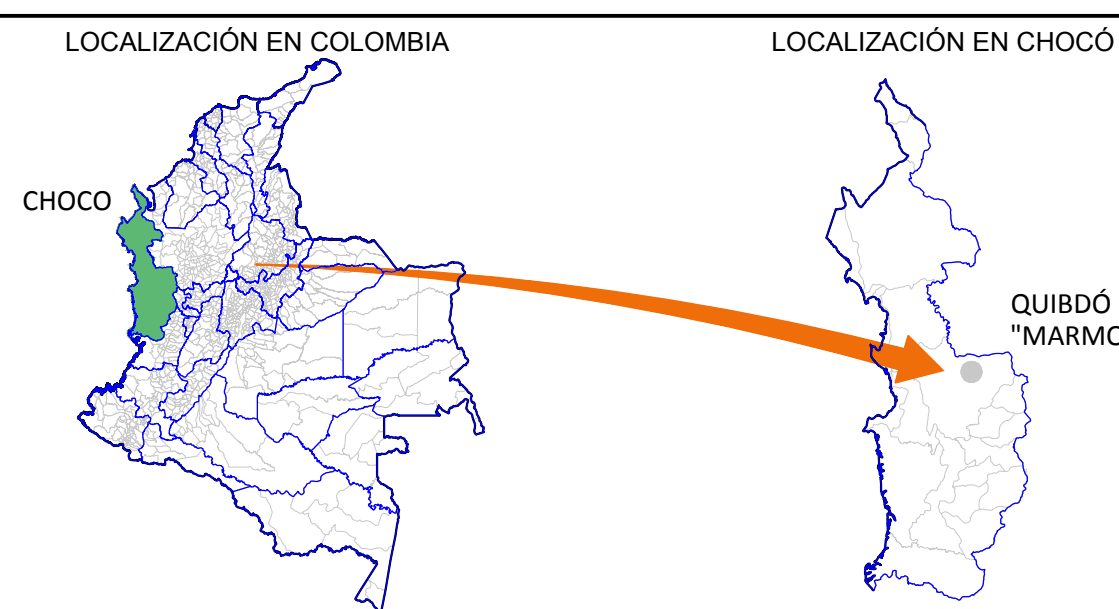 LOCALIZACIÓN EN COLOMBIA
LOCALIZACIÓN EN CHOCÓ
CHOCO
QUIBDÓ
"MARMO